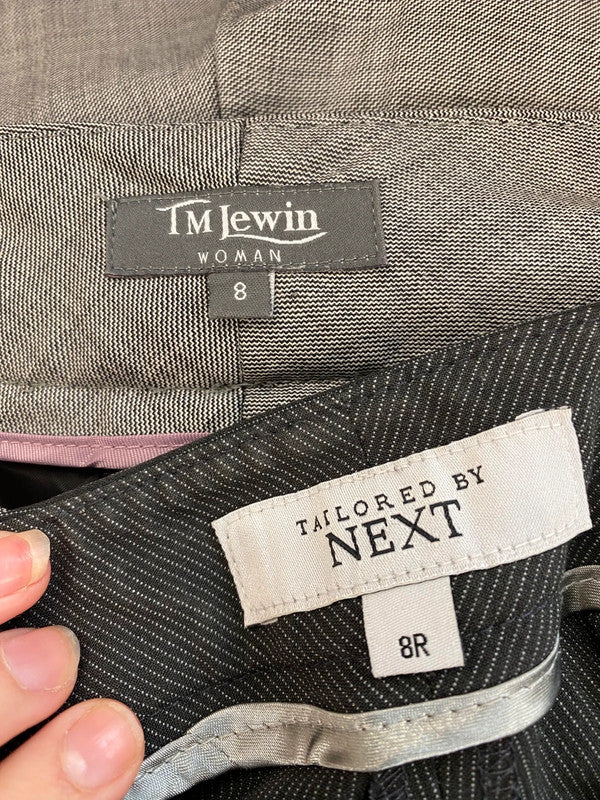 TM Lewin
WOMAN
8
TAILORED BY
NEXT
8R